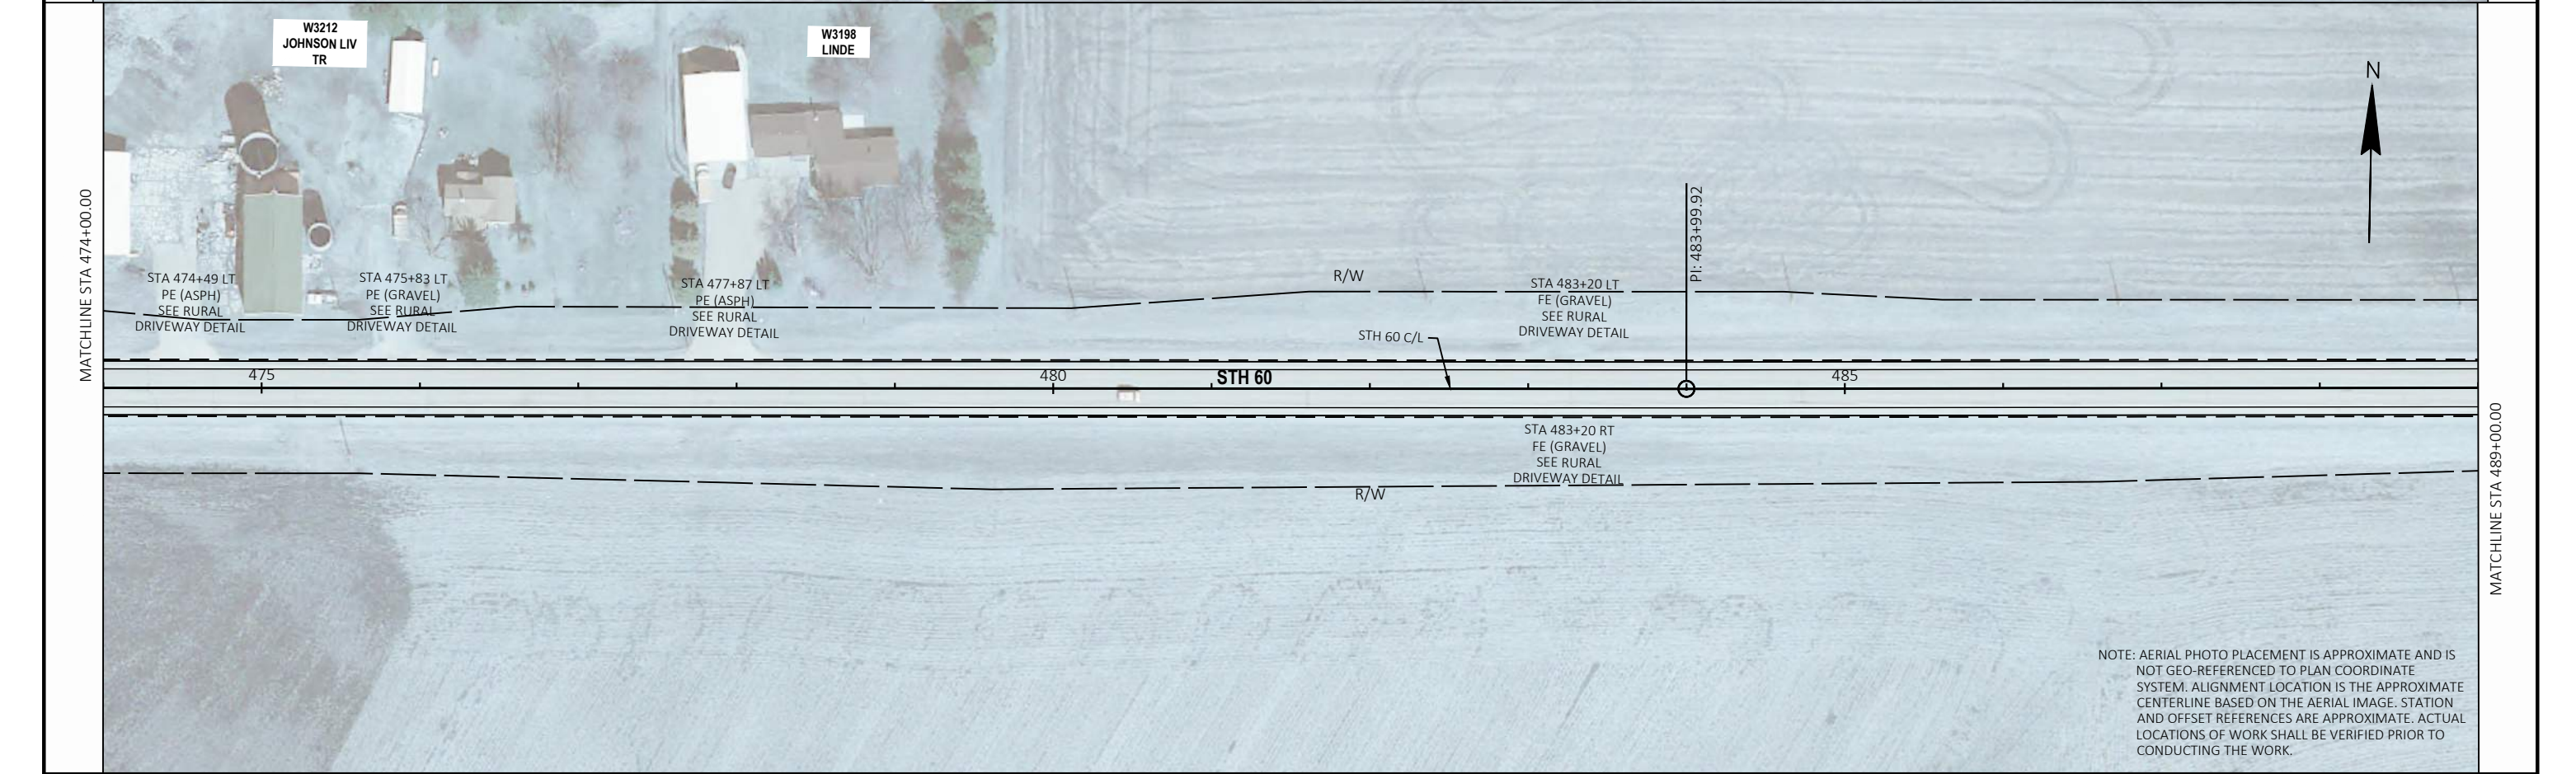 W3212
JOHNSON LIV
TR
W3198
LINDE
N
MATCHLINE STA 474+00.00
STA 474+49 LT
PE (ASPH)
SEE RURAL
DRIVEWAY DETAIL
STA 475+83 LT
PE (GRAVEL)
SEE RURAL
DRIVEWAY DETAIL
STA 477+87 LT
PE (ASPH)
SEE RURAL
DRIVEWAY DETAIL
R/W
STA 483+20 LT
FE (GRAVEL)
SEE RURAL
DRIVEWAY DETAIL
PI: 483+99.92
STH 60 C/L
475
480
STH 60
485
STA 483+20 RT
FE (GRAVEL)
SEE RURAL
DRIVEWAY DETAIL
R/W
MATCHLINE STA 489+00.00
NOTE: AERIAL PHOTO PLACEMENT IS APPROXIMATE AND IS
NOT GEO-REFERENCED TO PLAN COORDINATE
SYSTEM. ALIGNMENT LOCATION IS THE APPROXIMATE
CENTERLINE BASED ON THE AERIAL IMAGE. STATION
AND OFFSET REFERENCES ARE APPROXIMATE. ACTUAL
LOCATIONS OF WORK SHALL BE VERIFIED PRIOR TO
CONDUCTING THE WORK.